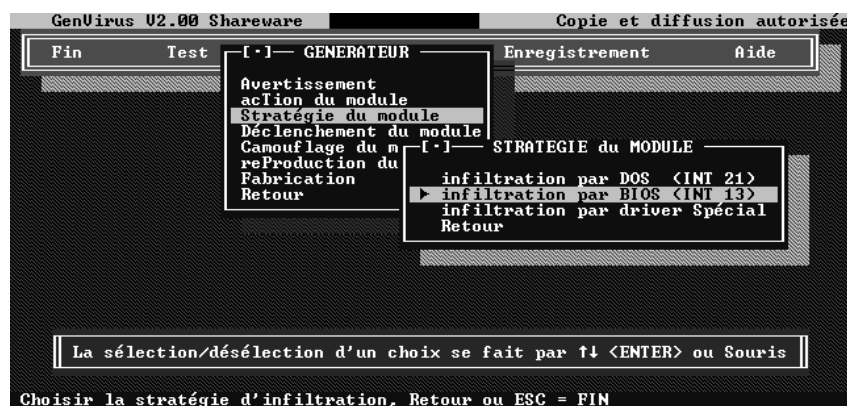 GenVirus V2.00 Shareware Copie et diffusion autorisée
Fin Test Enregistrement Aide
[·] GENERATEUR
Avertissement
acTion du module
Stratégie du module
Déclenchement du module
Camouflage du m
reProduction du
Fabrication
Retour
[·] STRATEGIE du MODULE
infiltration par DOS (INT 21)
► infiltration par BIOS (INT 13)
infiltration par driver Spécial
Retour
La sélection/désélection d'un choix se fait par ↑↓ <ENTER> ou Souris
Choisir la stratégie d'infiltration, Retour ou ESC = FIN